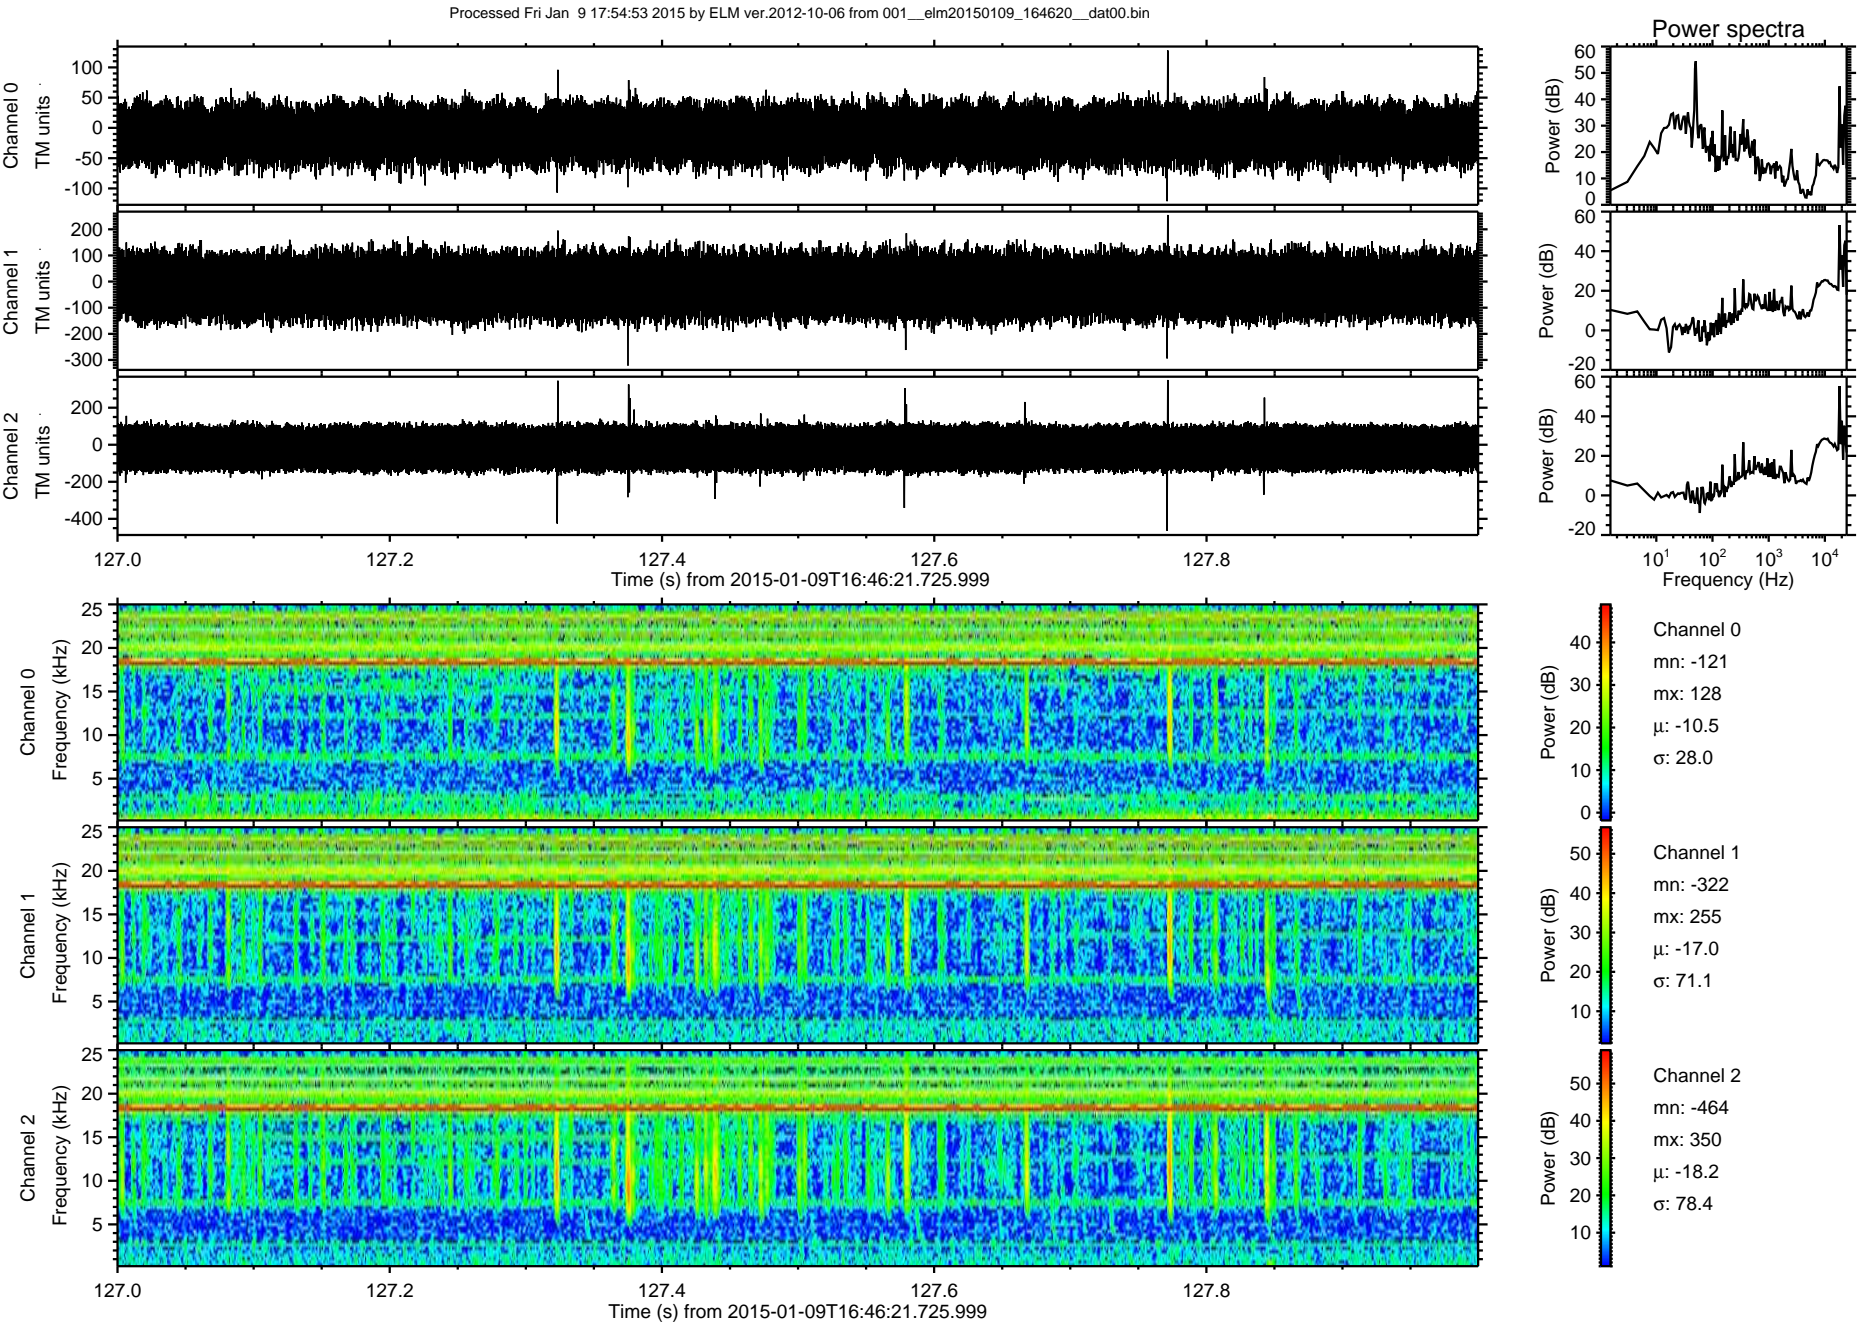 Processed Fri Jan  9 17:54:53 2015 by ELM ver.2012-10-06 from 001__elm20150109_164620__dat00.bin
Power spectra
Channel 0
TM units
100
50
0
-50
-100
Power (dB)
60
50
40
30
20
10
0
Channel 1
TM units
200
100
0
-100
-200
-300
Power (dB)
60
40
20
0
-20
Channel 2
TM units
200
0
-200
-400
Power (dB)
60
40
20
0
-20
127.0 127.2 127.4 127.6 127.8
Time (s) from 2015-01-09T16:46:21.725.999
10^1 10^2 10^3 10^4
Frequency (Hz)
Channel 0
Frequency (kHz)
25
20
15
10
5
Power (dB)
40
30
20
10
0
Channel 0
mn: -121
mx: 128
μ: -10.5
σ: 28.0
Channel 1
Frequency (kHz)
25
20
15
10
5
Power (dB)
50
40
30
20
10
Channel 1
mn: -322
mx: 255
μ: -17.0
σ: 71.1
Channel 2
Frequency (kHz)
25
20
15
10
5
Power (dB)
50
40
30
20
10
Channel 2
mn: -464
mx: 350
μ: -18.2
σ: 78.4
127.0 127.2 127.4 127.6 127.8
Time (s) from 2015-01-09T16:46:21.725.999